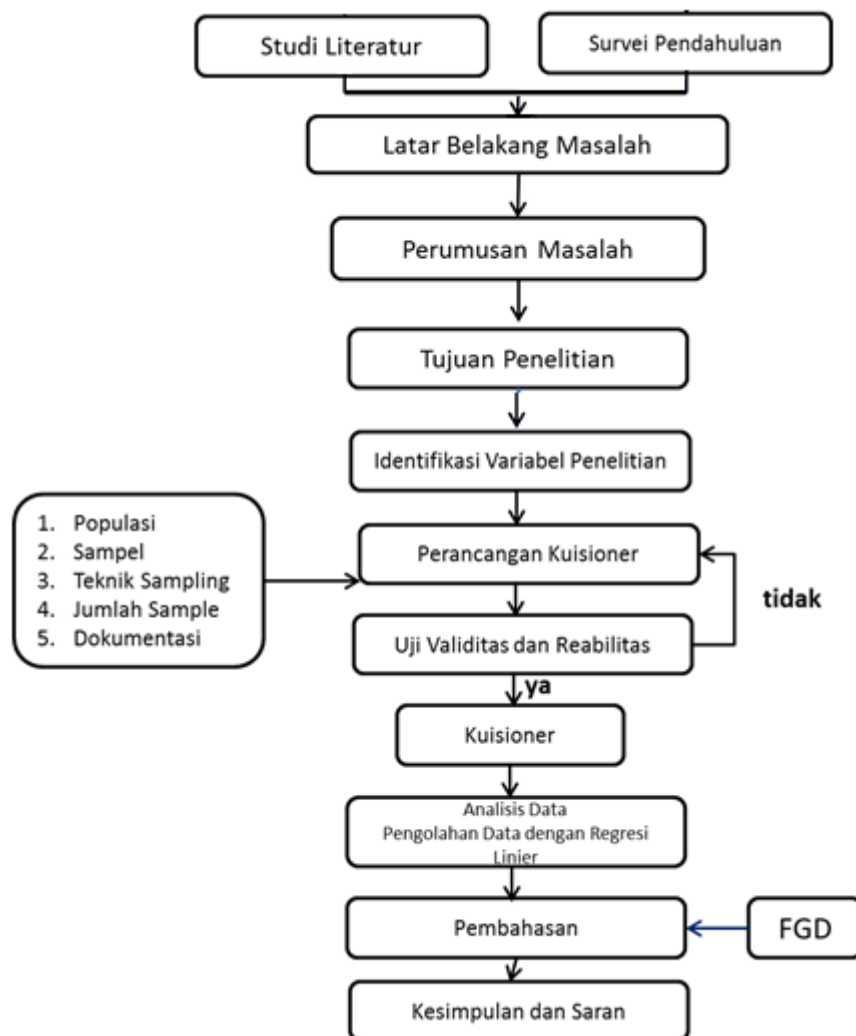 Studi Literatur
Survei Pendahuluan
Latar Belakang Masalah
Perumusan Masalah
Tujuan Penelitian
Identifikasi Variabel Penelitian
1. Populasi
2. Sampel
3. Teknik Sampling
4. Jumlah Sample
5. Dokumentasi
Perancangan Kuisioner
tidak
Uji Validitas dan Reabilitas
ya
Kuisioner
Analisis Data
Pengolahan Data dengan Regresi
Linier
Pembahasan
FGD
Kesimpulan dan Saran